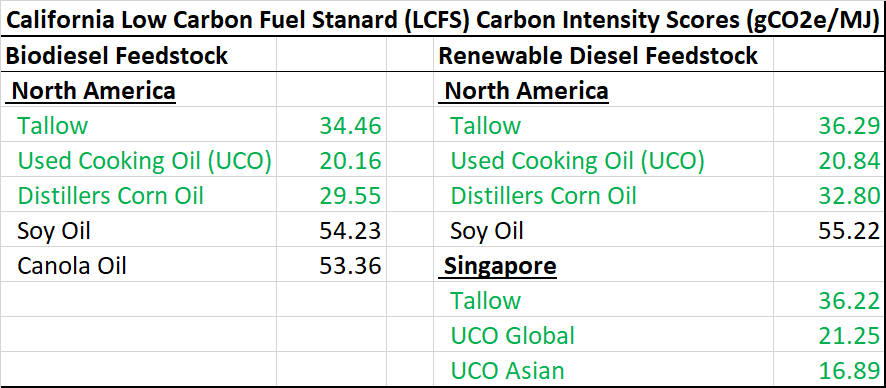 California Low Carbon Fuel Stanard (LCFS) Carbon Intensity Scores (gCO2e/MJ)
Biodiesel Feedstock Renewable Diesel Feedstock
North America North America
Tallow 34.46 Tallow 36.29
Used Cooking Oil (UCO) 20.16 Used Cooking Oil (UCO) 20.84
Distillers Corn Oil 29.55 Distillers Corn Oil 32.80
Soy Oil 54.23 Soy Oil 55.22
Canola Oil 53.36 Singapore
Tallow 36.22
UCO Global 21.25
UCO Asian 16.89